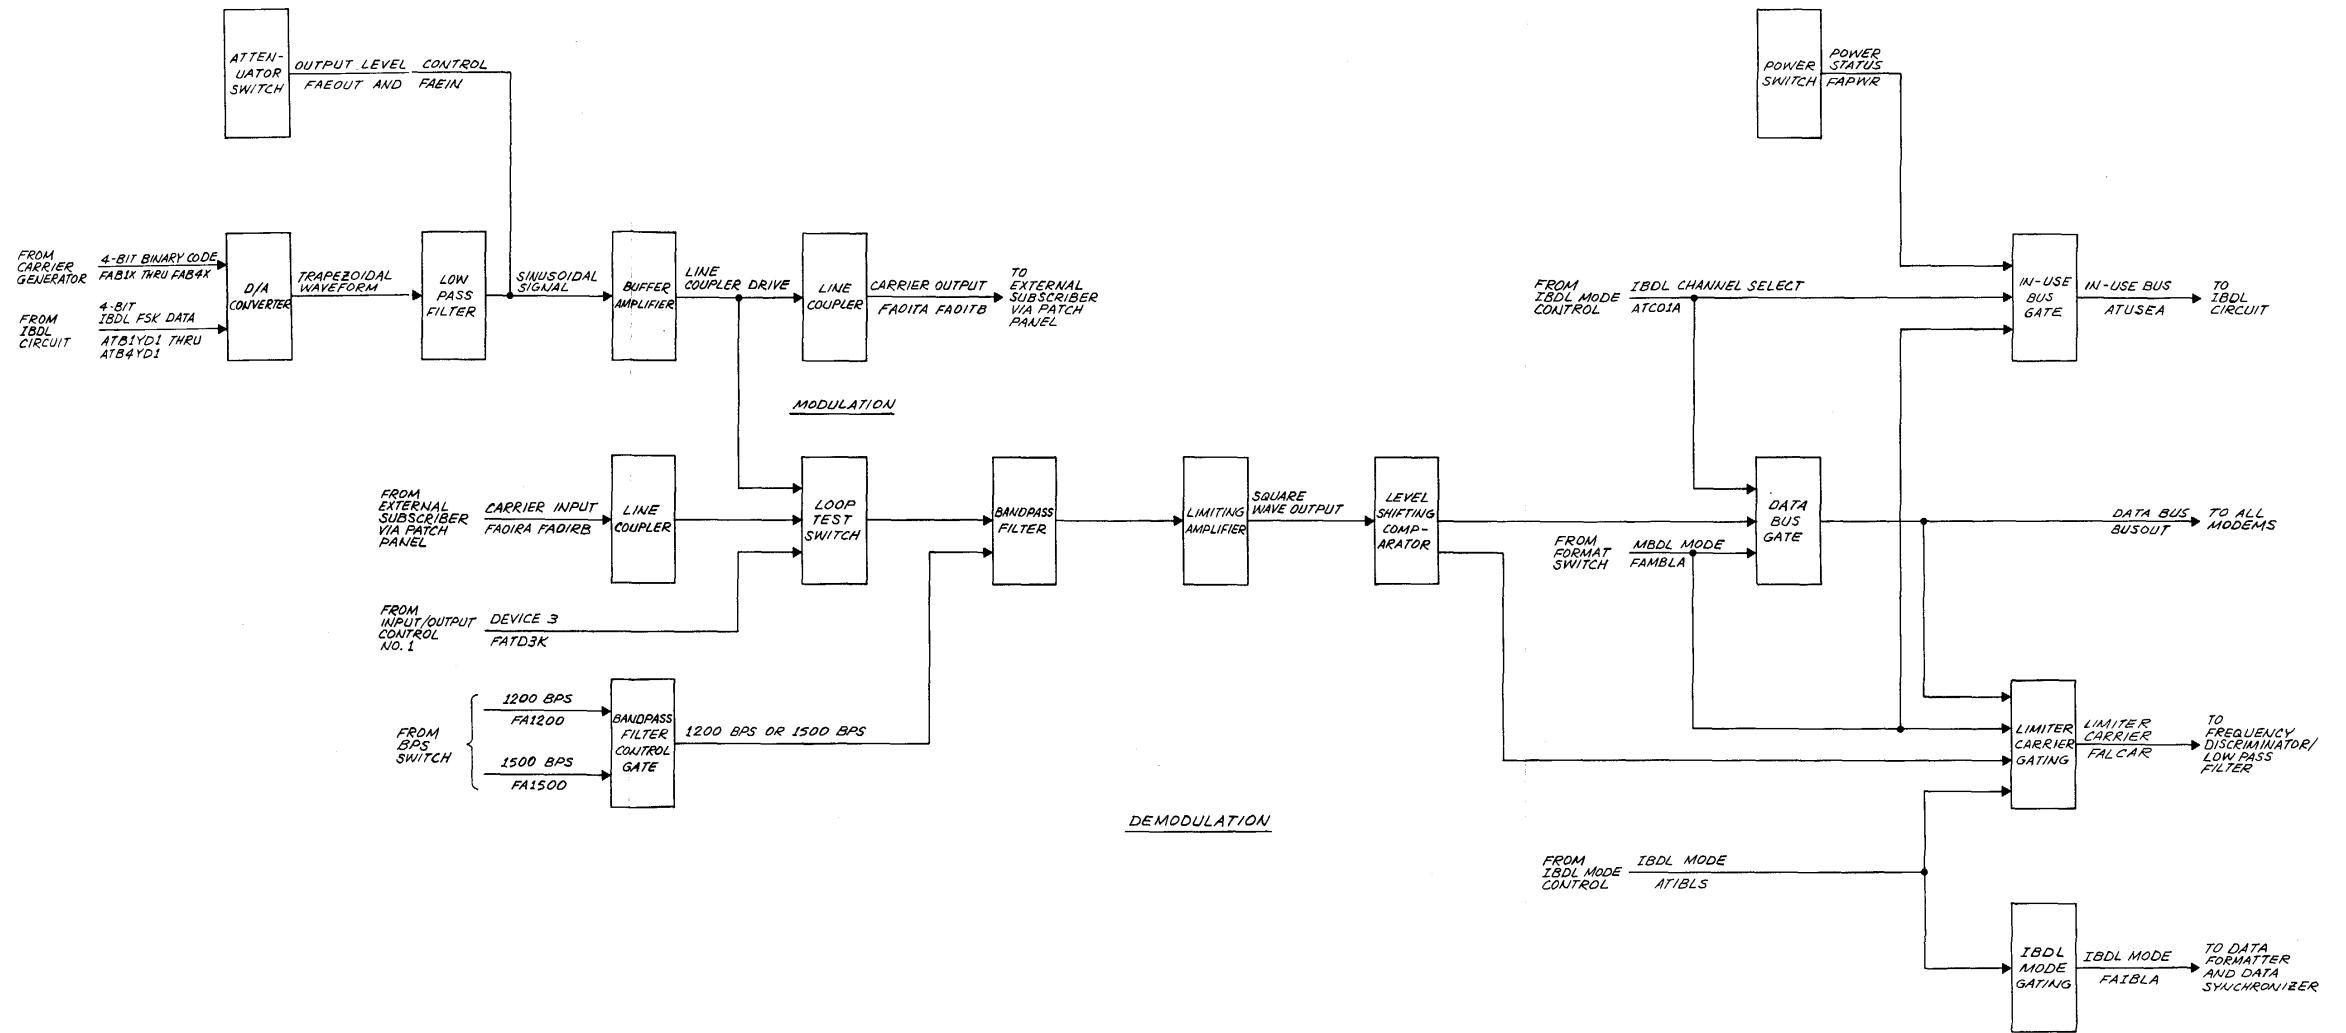 ATTEN-
UATOR
SWITCH
OUTPUT LEVEL CONTROL
FAEOUT AND FAEIN
POWER
SWITCH
POWER
STATUS
FAPWR
FROM
CARRIER
GENERATOR
4-BIT BINARY CODE
FAB1X THRU FAB4X
FROM
IBDL
CIRCUIT
4-BIT
IBDL FSK DATA
ATB1YD1 THRU
ATB4YD1
D/A
CONVERTER
TRAPEZOIDAL
WAVEFORM
LOW
PASS
FILTER
SINUSOIDAL
SIGNAL
BUFFER
AMPLIFIER
LINE
COUPLER DRIVE
LINE
COUPLER
CARRIER OUTPUT
FAOITA FAOITB
TO
EXTERNAL
SUBSCRIBER
VIA PATCH
PANEL
FROM
IBDL MODE
CONTROL
IBDL CHANNEL SELECT
ATC01A
IN-USE
BUS
GATE
IN-USE BUS
ATUSEA
TO
IBDL
CIRCUIT
MODULATION
FROM
EXTERNAL
SUBSCRIBER
VIA PATCH
PANEL
CARRIER INPUT
FAOIRA FAOIRB
LINE
COUPLER
LOOP
TEST
SWITCH
BANDPASS
FILTER
LIMITING
AMPLIFIER
SQUARE
WAVE OUTPUT
LEVEL
SHIFTING
COMP-
ARATOR
FROM
FORMAT
SWITCH
MBDL MODE
FAMBLA
DATA
BUS
GATE
DATA BUS
BUSOUT
TO ALL
MODEMS
FROM
INPUT/OUTPUT
CONTROL
NO. 1
DEVICE 3
FATD3K
FROM
BPS
SWITCH
1200 BPS
FA1200
1500 BPS
FA1500
BANDPASS
FILTER
CONTROL
GATE
1200 BPS OR 1500 BPS
LIMITER
CARRIER
GATING
LIMITER
CARRIER
FALCAR
TO
FREQUENCY
DISCRIMINATOR/
LOW PASS
FILTER
DEMODULATION
FROM
IBDL MODE
CONTROL
IBDL MODE
ATIBLS
IBDL
MODE
GATING
IBDL MODE
FAIBLA
TO DATA
FORMATTER
AND DATA
SYNCHRONIZER